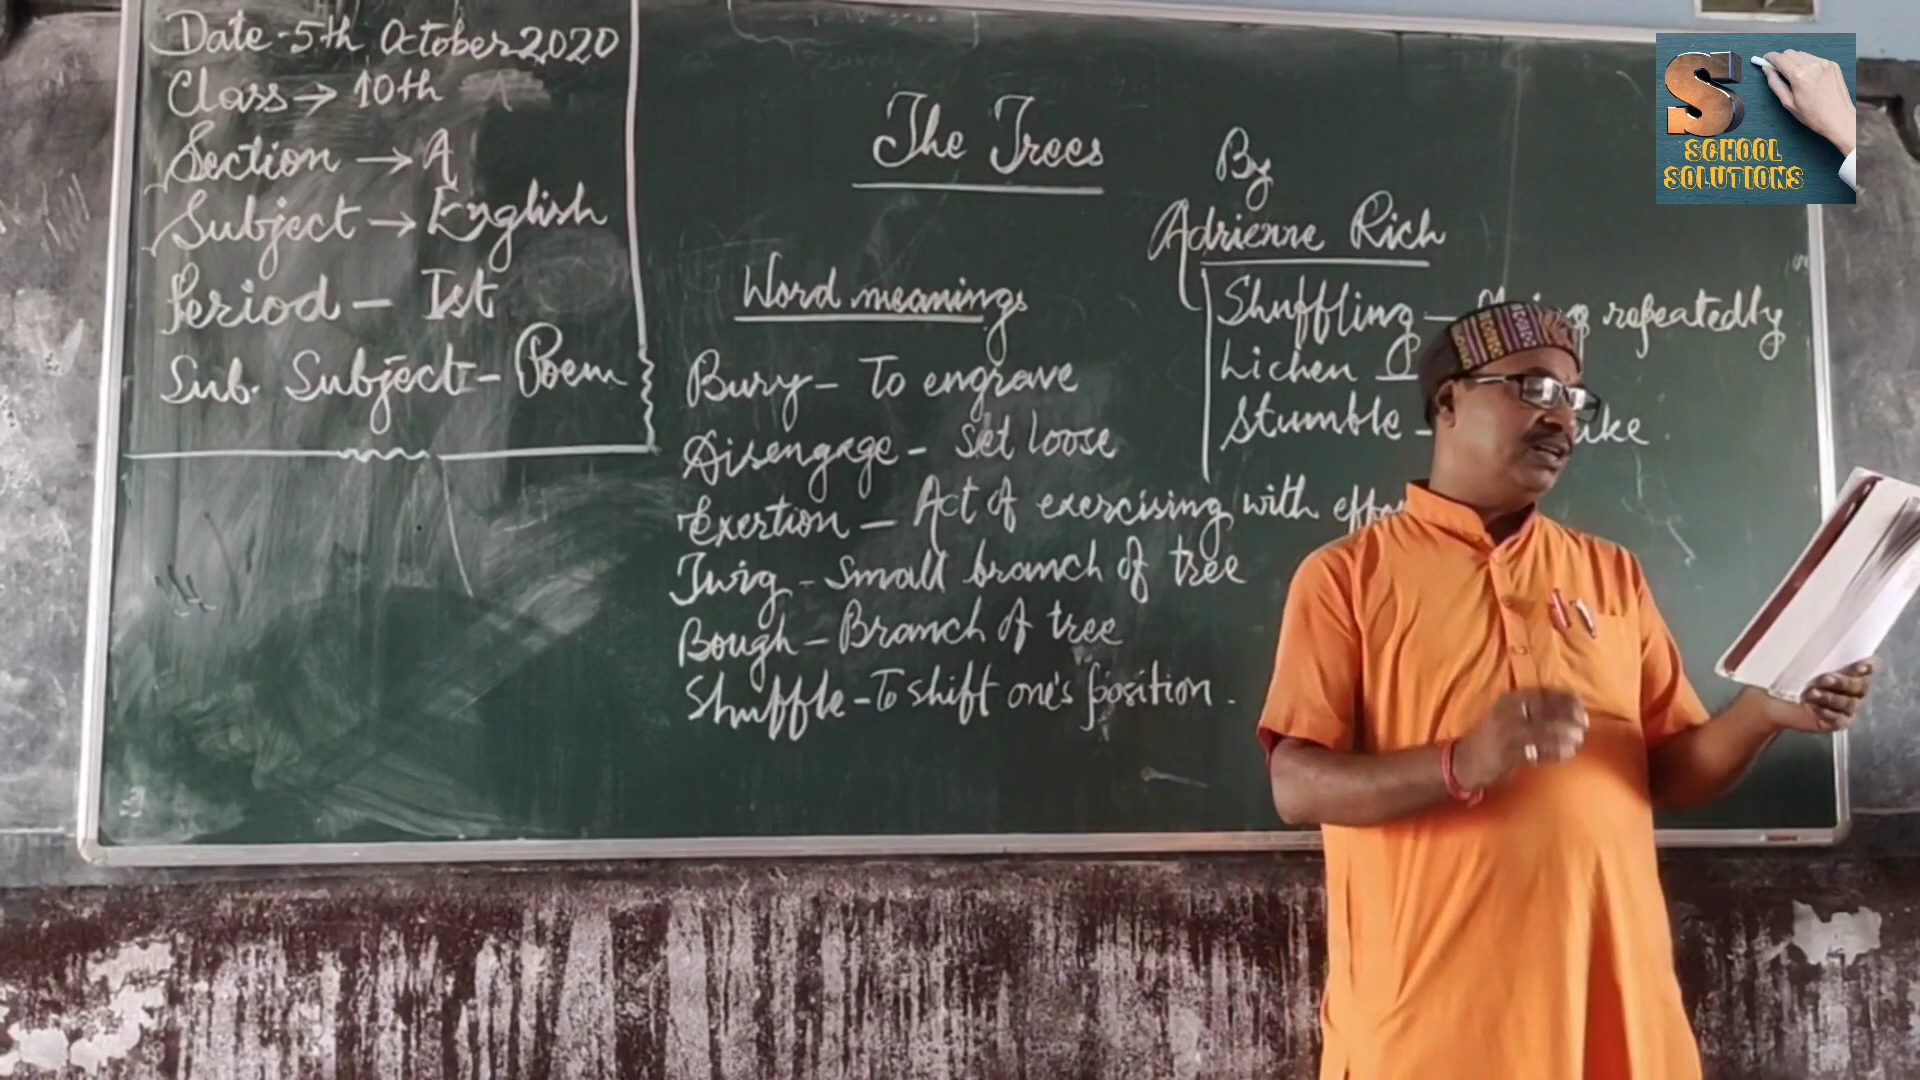 Date - 5th October 2020
Class → 10th A
Section → A
Subject → English
Period - Ist
Sub. Subject - Poem
The Trees
By
Adrienne Rich
Word meanings
Bury - To engrave
Disengage - Set loose
Exertion - Act of exercising with
Twig - Small branch of tree
Bough - Branch of tree
Shuffle - To shift one's position.
Shuffling - repeatedly
Lichen
Stumble -
S
SCHOOL
SOLUTIONS